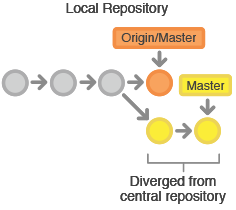 Local Repository
Origin/Master
Master
Diverged from
central repository